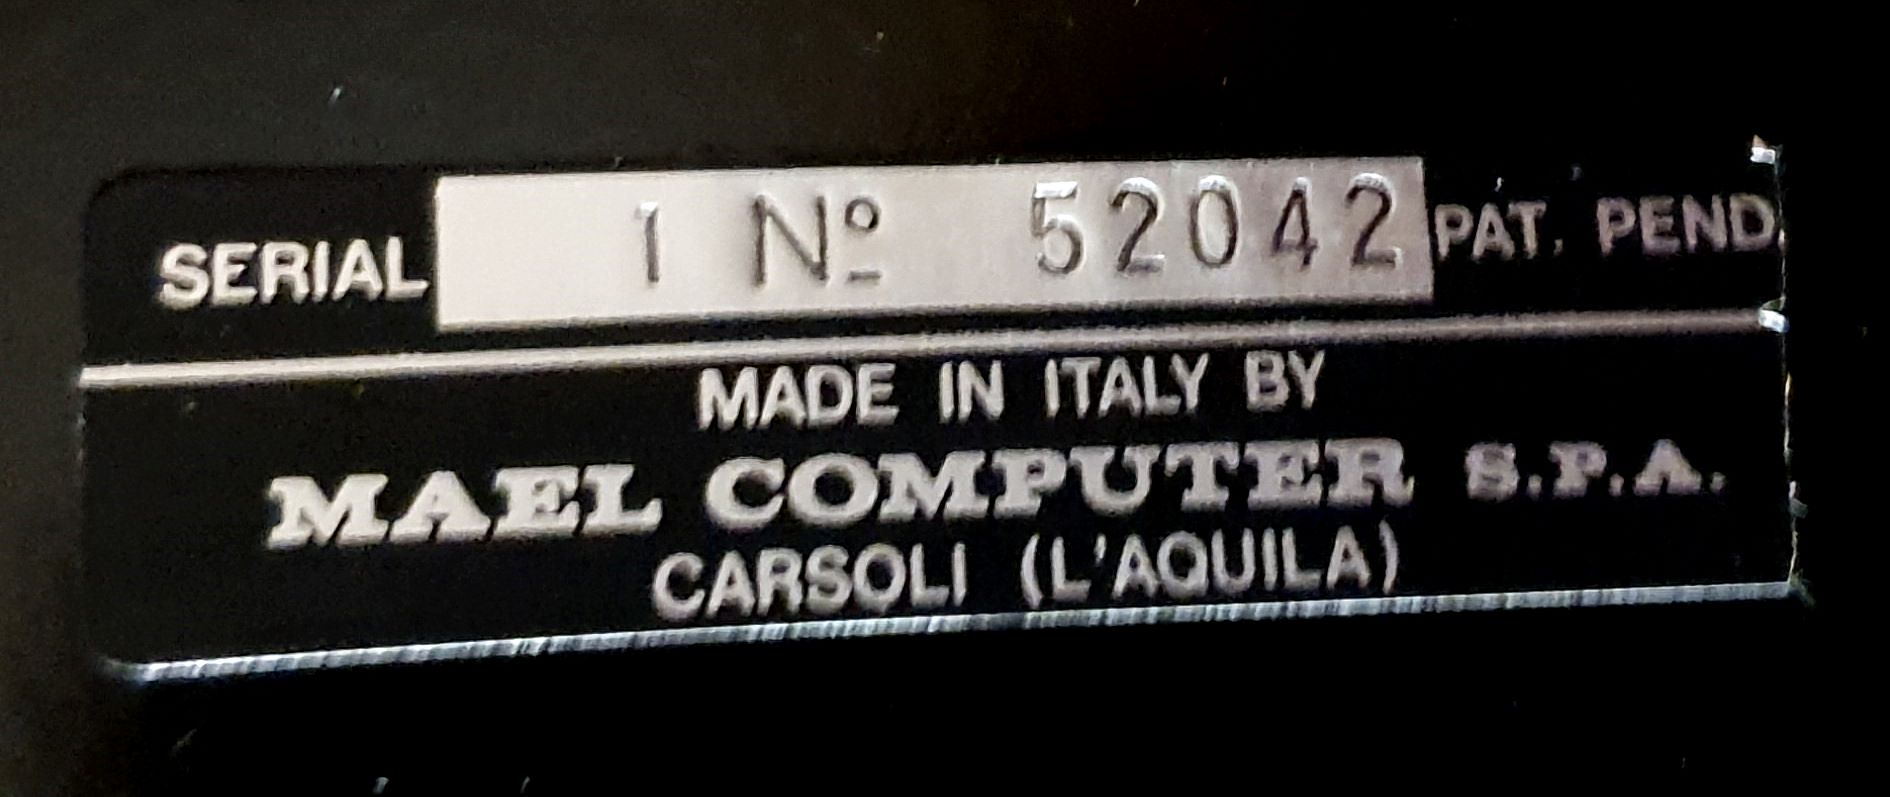 SERIAL 1 Nº 52042 PAT. PEND.
MADE IN ITALY BY
MAEL COMPUTER S.P.A.
CARSOLI (L'AQUILA)